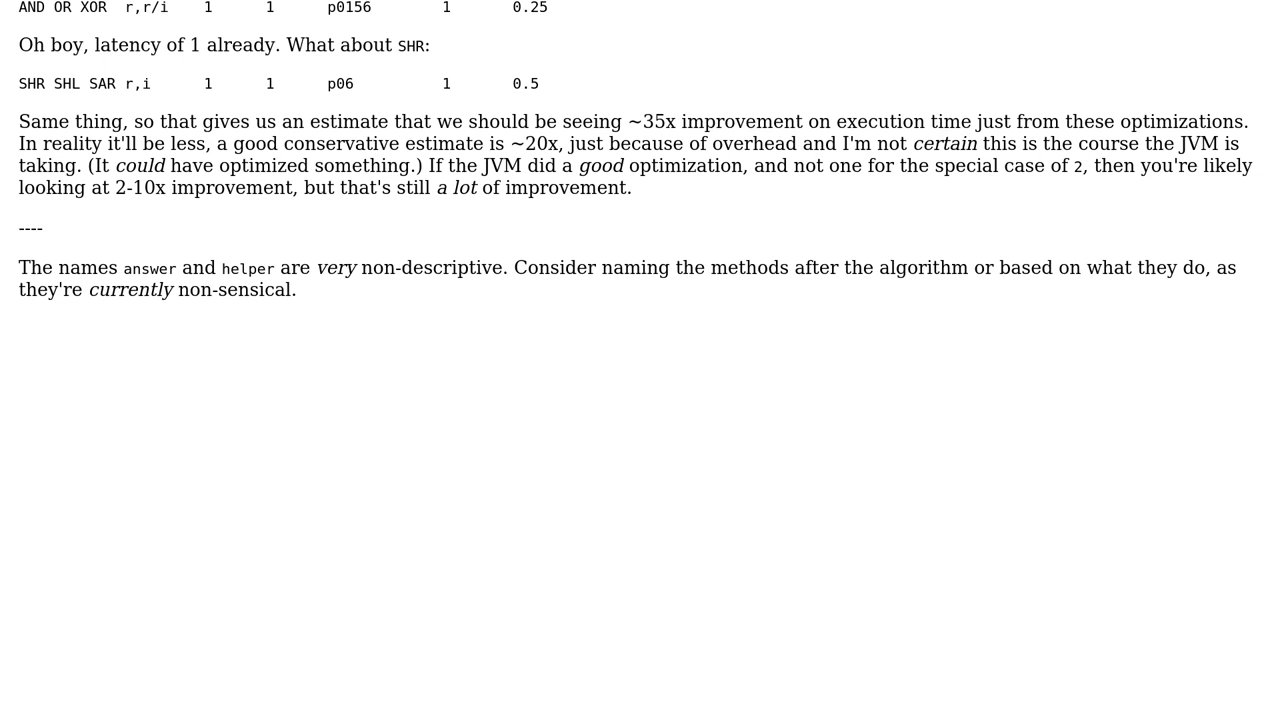 AND OR XOR  r,r/i    1      1      p0156        1       0.25
Oh boy, latency of 1 already. What about SHR:
SHR SHL SAR r,i      1      1      p06          1       0.5
Same thing, so that gives us an estimate that we should be seeing ~35x improvement on execution time just from these optimizations.
In reality it'll be less, a good conservative estimate is ~20x, just because of overhead and I'm not certain this is the course the JVM is
taking. (It could have optimized something.) If the JVM did a good optimization, and not one for the special case of 2, then you're likely
looking at 2-10x improvement, but that's still a lot of improvement.
----
The names answer and helper are very non-descriptive. Consider naming the methods after the algorithm or based on what they do, as
they're currently non-sensical.